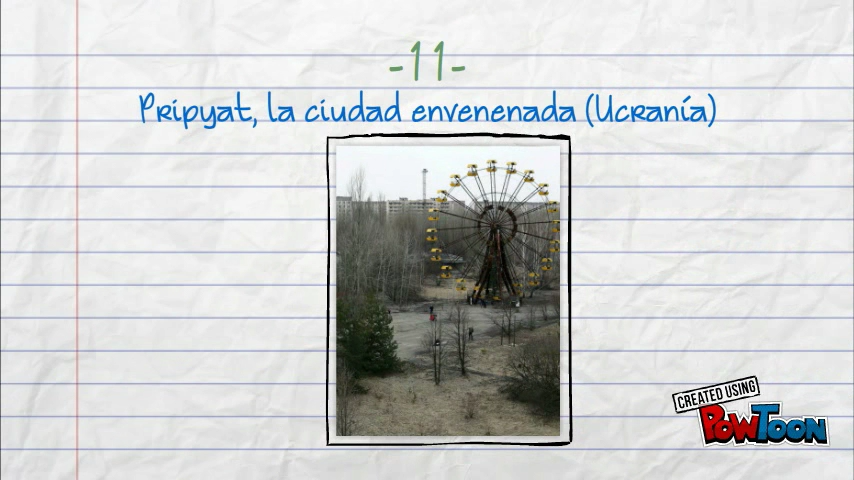 -11-
Pripyat, la ciudad envenenada (Ucranía)
CREATED USING
POWTOON